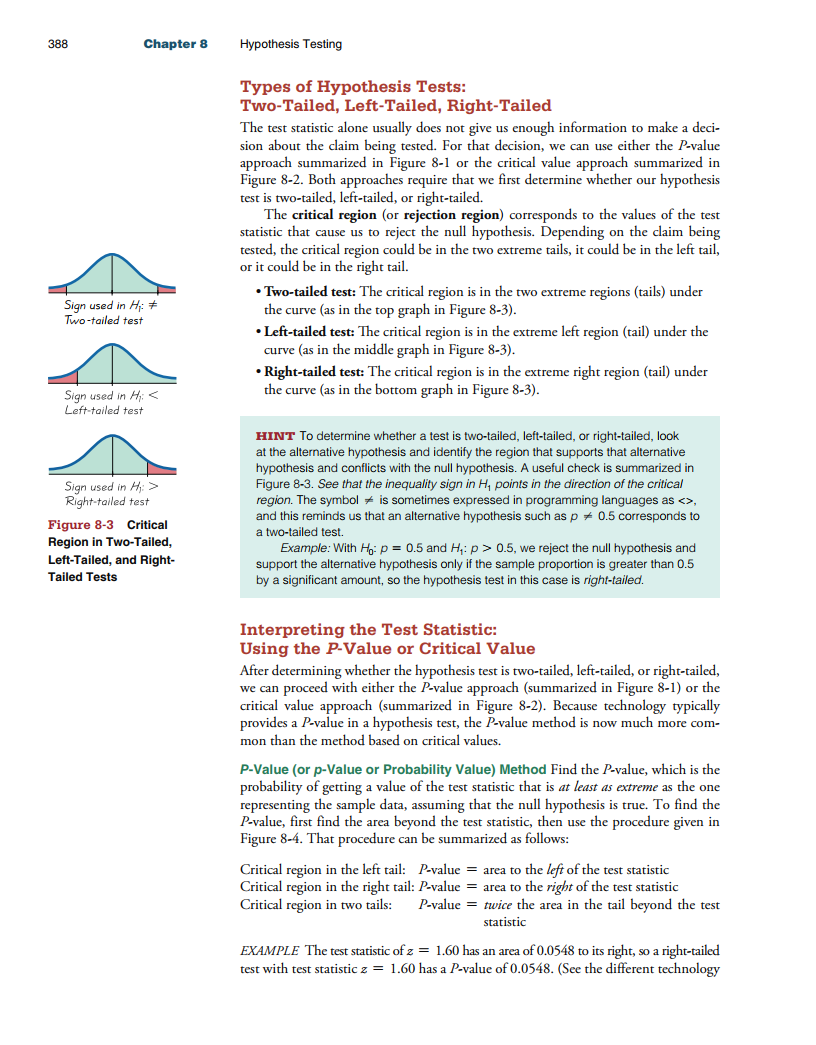 388 Chapter 8 Hypothesis Testing
Types of Hypothesis Tests:
Two-Tailed, Left-Tailed, Right-Tailed
The test statistic alone usually does not give us enough information to make a deci-
sion about the claim being tested. For that decision, we can use either the P-value
approach summarized in Figure 8-1 or the critical value approach summarized in
Figure 8-2. Both approaches require that we first determine whether our hypothesis
test is two-tailed, left-tailed, or right-tailed.
The critical region (or rejection region) corresponds to the values of the test
statistic that cause us to reject the null hypothesis. Depending on the claim being
tested, the critical region could be in the two extreme tails, it could be in the left tail,
or it could be in the right tail.
• Two-tailed test: The critical region is in the two extreme regions (tails) under
the curve (as in the top graph in Figure 8-3).
• Left-tailed test: The critical region is in the extreme left region (tail) under the
curve (as in the middle graph in Figure 8-3).
• Right-tailed test: The critical region is in the extreme right region (tail) under
the curve (as in the bottom graph in Figure 8-3).
Sign used in H₁: ≠
Two-tailed test
Sign used in H₁: <
Left-tailed test
Sign used in H₁: >
Right-tailed test
Figure 8-3 Critical
Region in Two-Tailed,
Left-Tailed, and Right-
Tailed Tests
HINT To determine whether a test is two-tailed, left-tailed, or right-tailed, look
at the alternative hypothesis and identify the region that supports that alternative
hypothesis and conflicts with the null hypothesis. A useful check is summarized in
Figure 8-3. See that the inequality sign in H₁ points in the direction of the critical
region. The symbol ≠ is sometimes expressed in programming languages as <>,
and this reminds us that an alternative hypothesis such as p ≠ 0.5 corresponds to
a two-tailed test.
Example: With H₀: p = 0.5 and H₁: p > 0.5, we reject the null hypothesis and
support the alternative hypothesis only if the sample proportion is greater than 0.5
by a significant amount, so the hypothesis test in this case is right-tailed.
Interpreting the Test Statistic:
Using the P-Value or Critical Value
After determining whether the hypothesis test is two-tailed, left-tailed, or right-tailed,
we can proceed with either the P-value approach (summarized in Figure 8-1) or the
critical value approach (summarized in Figure 8-2). Because technology typically
provides a P-value in a hypothesis test, the P-value method is now much more com-
mon than the method based on critical values.
P-Value (or p-Value or Probability Value) Method Find the P-value, which is the
probability of getting a value of the test statistic that is at least as extreme as the one
representing the sample data, assuming that the null hypothesis is true. To find the
P-value, first find the area beyond the test statistic, then use the procedure given in
Figure 8-4. That procedure can be summarized as follows:
Critical region in the left tail: P-value = area to the left of the test statistic
Critical region in the right tail: P-value = area to the right of the test statistic
Critical region in two tails: P-value = twice the area in the tail beyond the test
statistic
EXAMPLE The test statistic of z = 1.60 has an area of 0.0548 to its right, so a right-tailed
test with test statistic z = 1.60 has a P-value of 0.0548. (See the different technology